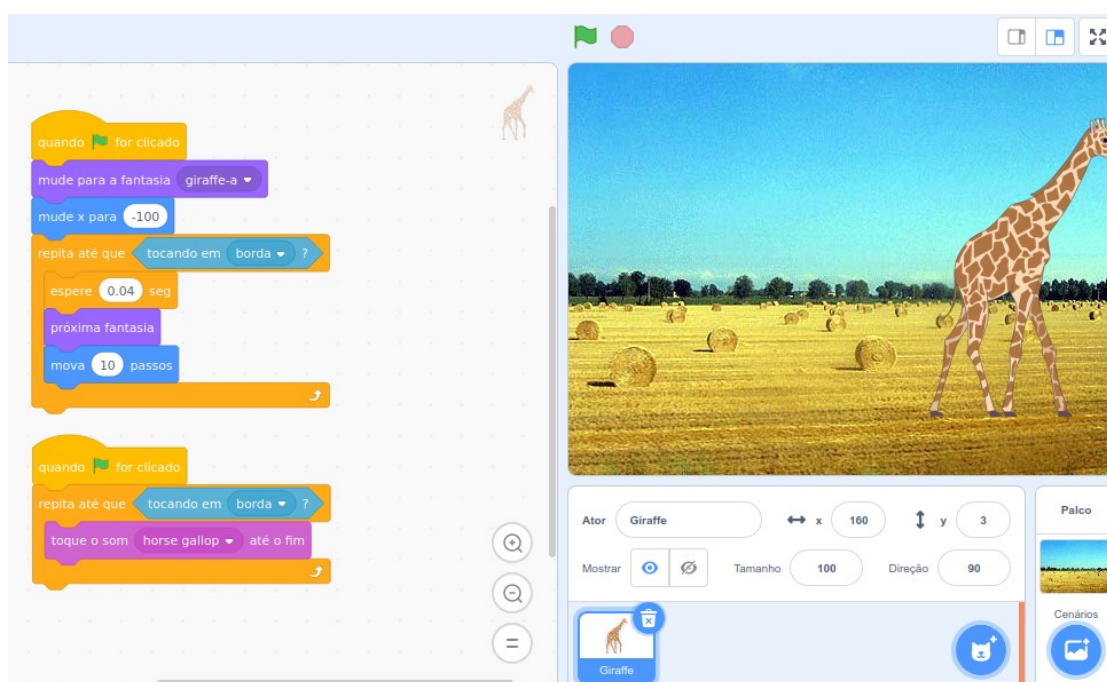 quando for clicado
mude para a fantasia giraffe-a
mude x para -100
repita até que tocando em borda ?
espere 0.04 seg
próxima fantasia
mova 10 passos
quando for clicado
repita até que tocando em borda ?
toque o som horse gallop até o fim
Ator Giraffe x 160 y 3
Mostrar Tamanho 100 Direção 90
Giraffe
Palco
Cenários